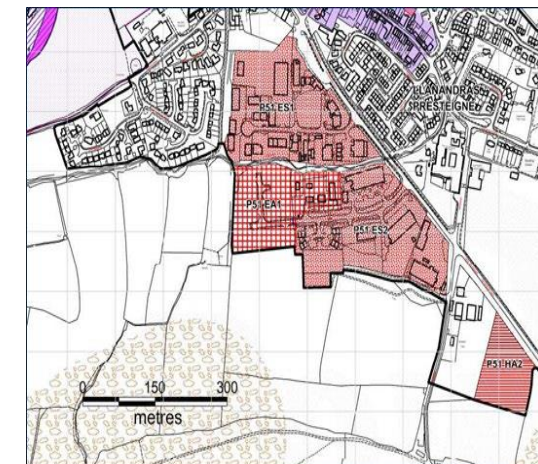 P51 ES1
LLANANDRAS
PRESTEIGNE
P51 EA1
P51 ES2
P51 HA2
0 150 300
metres